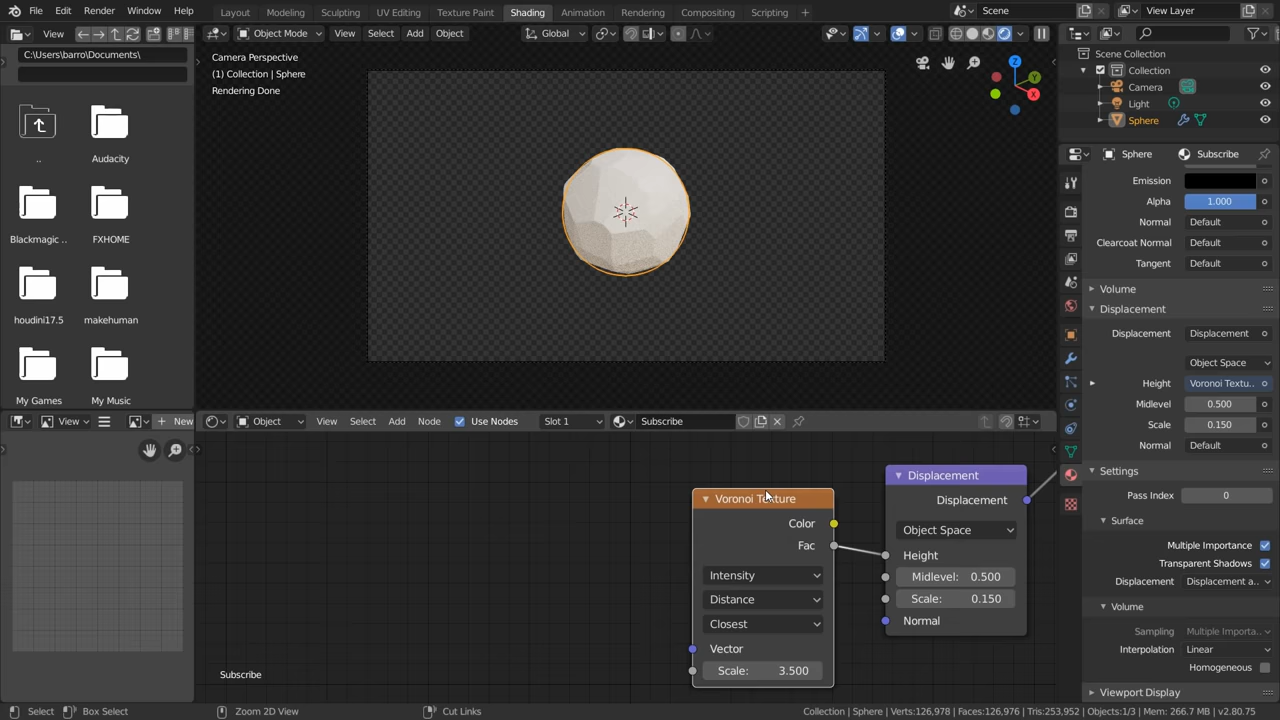 File Edit Render Window Help Layout Modeling Sculpting UV Editing Texture Paint Shading Animation Rendering Compositing Scripting + Scene View Layer
View Object Mode View Select Add Object Global
C:\Users\barro\Documents\
.. Audacity
Blackmagic .. FXHOME
houdini17.5 makehuman
My Games My Music
Camera Perspective
(1) Collection | Sphere
Rendering Done
Z
Y
X
Scene Collection
Collection
Camera
Light
Sphere
Sphere Subscribe
Emission
Alpha 1.000
Normal Default
Clearcoat Normal Default
Tangent Default
Volume
Displacement
Displacement Displacement
Object Space
Height Voronoi Textu..
Midlevel 0.500
Scale 0.150
Normal Default
Settings
Pass Index 0
Surface
Multiple Importance
Transparent Shadows
Displacement Displacement a..
Volume
Sampling Multiple Importa..
Interpolation Linear
Homogeneous
Viewport Display
View New
Object View Select Add Node Use Nodes Slot 1 Subscribe
Voronoi Texture
Color
Fac
Intensity
Distance
Closest
Vector
Scale: 3.500
Displacement
Displacement
Object Space
Height
Midlevel: 0.500
Scale: 0.150
Normal
Subscribe
Select Box Select Zoom 2D View Cut Links Collection | Sphere | Verts:126,978 | Faces:126,976 | Tris:253,952 | Objects:1/3 | Mem: 266.7 MB | v2.80.75